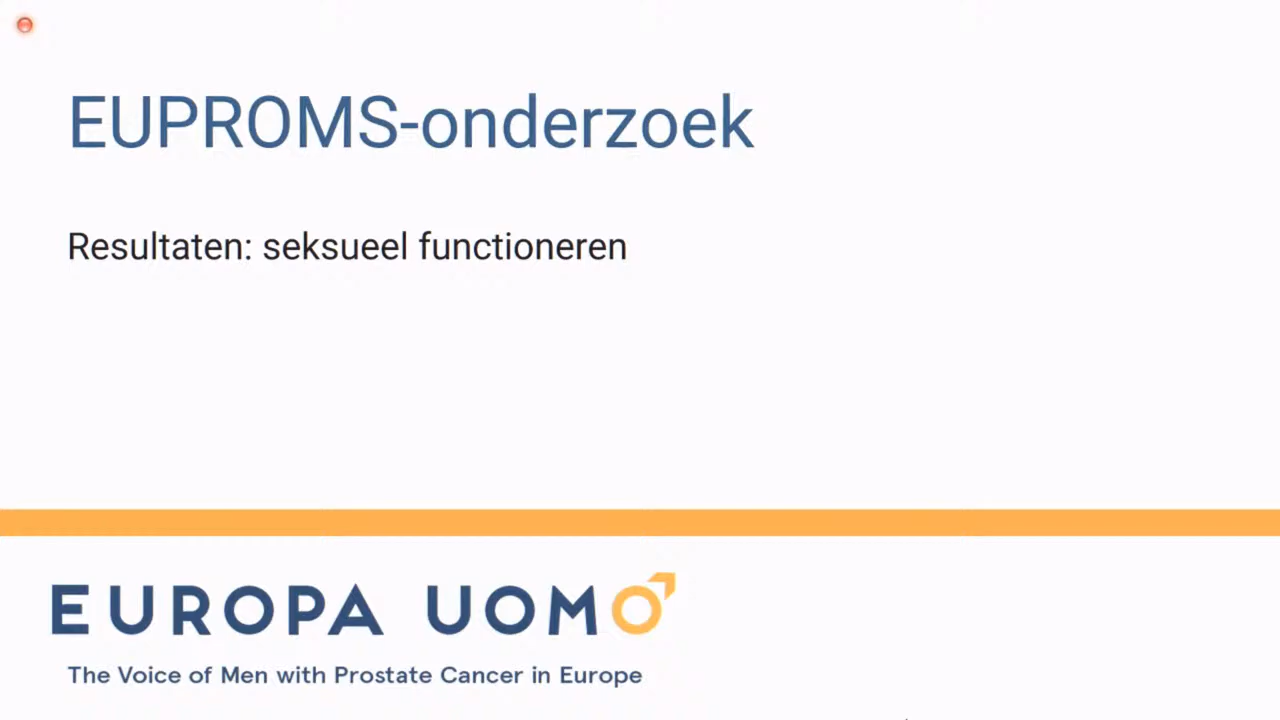 EUPROMS-onderzoek
Resultaten: seksueel functioneren
EUROPA UOMO
The Voice of Men with Prostate Cancer in Europe